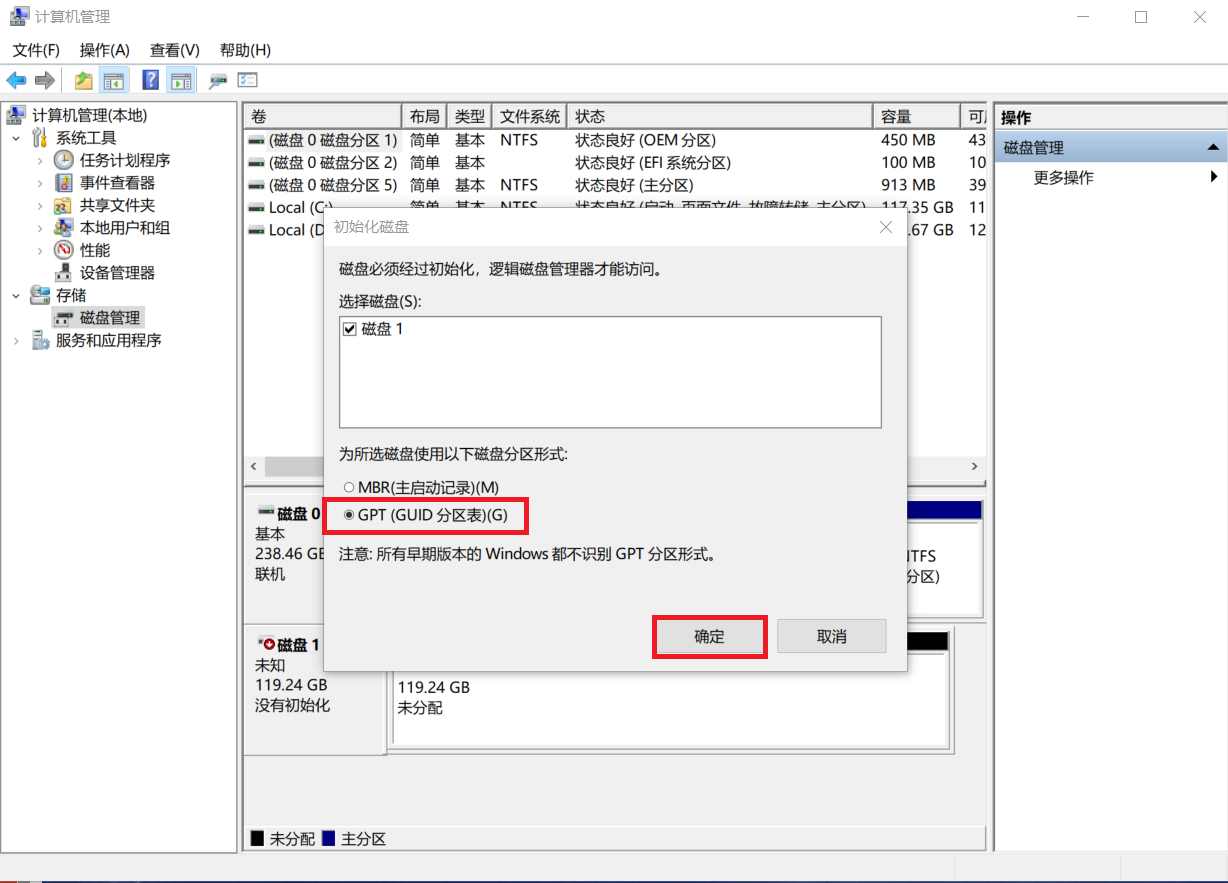 计算机管理
文件(F) 操作(A) 查看(V) 帮助(H)
计算机管理(本地)
系统工具
任务计划程序
事件查看器
共享文件夹
本地用户和组
性能
设备管理器
存储
磁盘管理
服务和应用程序
卷 布局 类型 文件系统 状态 容量
(磁盘 0 磁盘分区 1) 简单 基本 NTFS 状态良好 (OEM 分区) 450 MB 43
(磁盘 0 磁盘分区 2) 简单 基本 状态良好 (EFI 系统分区) 100 MB 10
(磁盘 0 磁盘分区 5) 简单 基本 NTFS 状态良好 (主分区) 913 MB 39
Local (C:) 简单 基本 NTFS 状态良好 (启动, 页面文件, 故障转储, 主分区) 117.35 GB 11
Local (D .67 GB 12
初始化磁盘
磁盘必须经过初始化，逻辑磁盘管理器才能访问。
选择磁盘(S):
磁盘 1
为所选磁盘使用以下磁盘分区形式:
MBR(主启动记录)(M)
GPT (GUID 分区表)(G)
注意: 所有早期版本的 Windows 都不识别 GPT 分区形式。
确定 取消
磁盘 0
基本
238.46 GB
联机
NTFS
分区)
磁盘 1
未知
119.24 GB
没有初始化
119.24 GB
未分配
未分配 主分区
操作
磁盘管理
更多操作